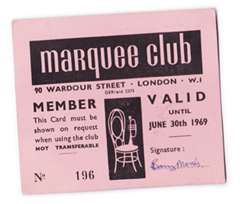 marquee club
90 WARDOUR STREET · LONDON · W.I
GERrard 2375
MEMBER
This Card must be
shown on request
when using the club
NOT TRANSFERABLE
VALID
UNTIL
JUNE 30th 1969
Signature :
Nº 196